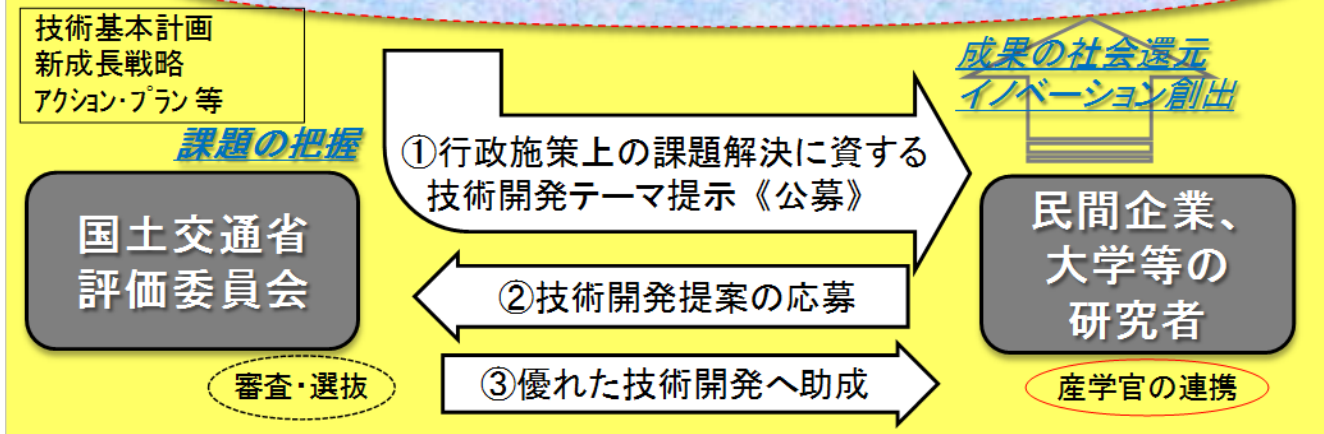 技術基本計画
新成長戦略
アクション・プラン 等
課題の把握
成果の社会還元
イノベーション創出
①行政施策上の課題解決に資する
技術開発テーマ提示《公募》
国土交通省
評価委員会
民間企業、
大学等の
研究者
②技術開発提案の応募
審査・選抜
③優れた技術開発へ助成
産学官の連携